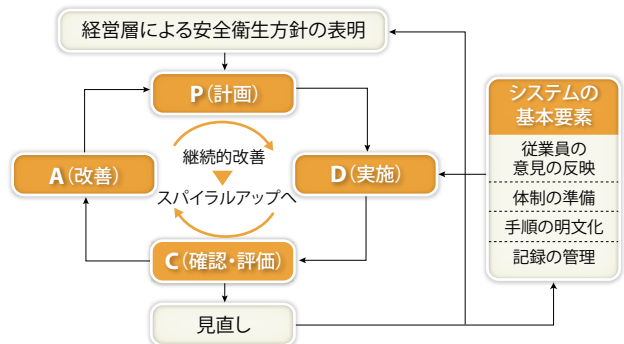 経営層による安全衛生方針の表明
P（計画）
システムの
基本要素
従業員の
意見の反映
体制の準備
手順の明文化
記録の管理
継続的改善
スパイラルアップへ
A（改善）
D（実施）
C（確認・評価）
見直し